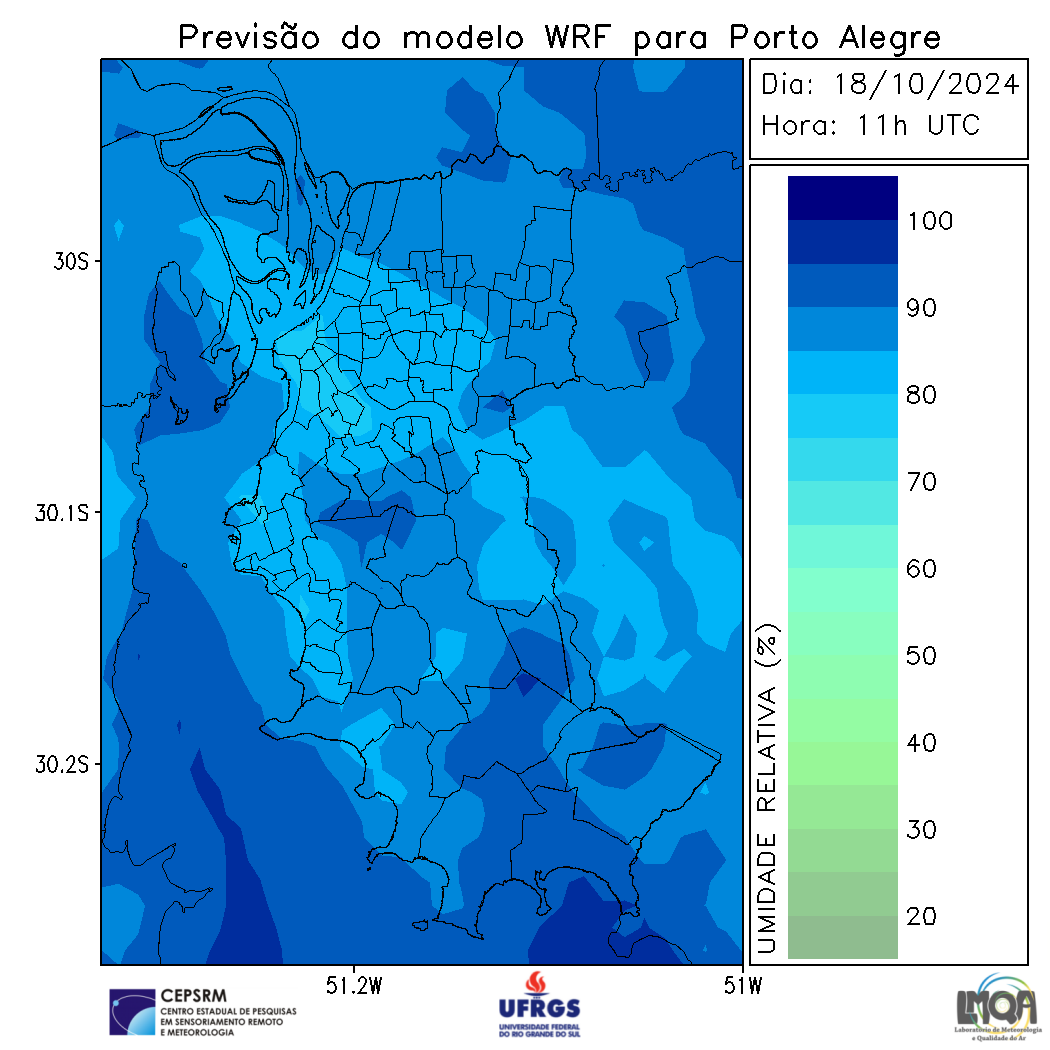 Previsão do modelo WRF para Porto Alegre
Dia: 18/10/2024
Hora: 11h UTC
30S
30.1S
30.2S
51.2W
51W
UMIDADE RELATIVA (%)
100
90
80
70
60
50
40
30
20
CEPSRM
CENTRO ESTADUAL DE PESQUISAS
EM SENSORIAMENTO REMOTO
E METEOROLOGIA
UFRGS
UNIVERSIDADE FEDERAL
DO RIO GRANDE DO SUL
LMQA
Laboratório de Meteorologia
e Qualidade do Ar